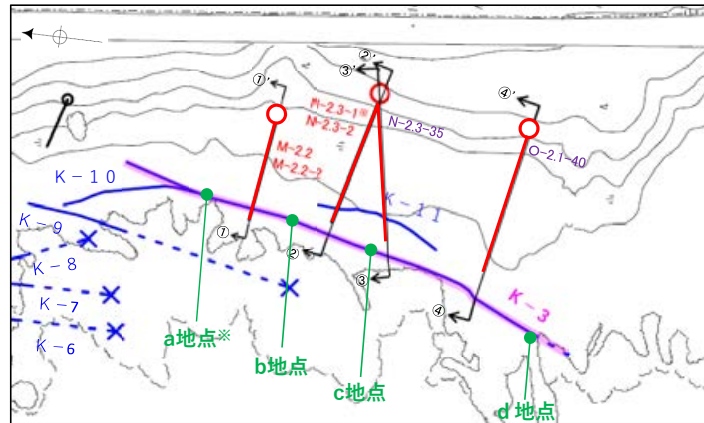 ②'
③'
①'
④'
M-2.3-1※
N-2.3-2
N-2.3-35
O-2.1-40
M-2.2
M-2.2-2
K-10
K-11
K-9
K-8
K-7
K-6
①
②
③
④
K-3
a地点※
b地点
c地点
d地点